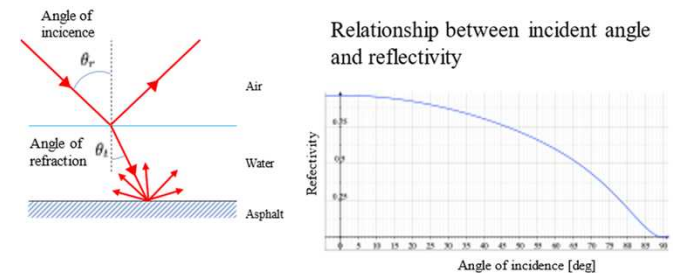 Angle of
incicence
θr
Air
Angle of
refraction
θt
Water
Asphalt
Relationship between incident angle
and reflectivity
Refectivity
0.75
0.5
0.25
0 5 10 15 20 25 30 35 40 45 50 55 60 65 70 75 80 85 90
Angle of incidence [deg]